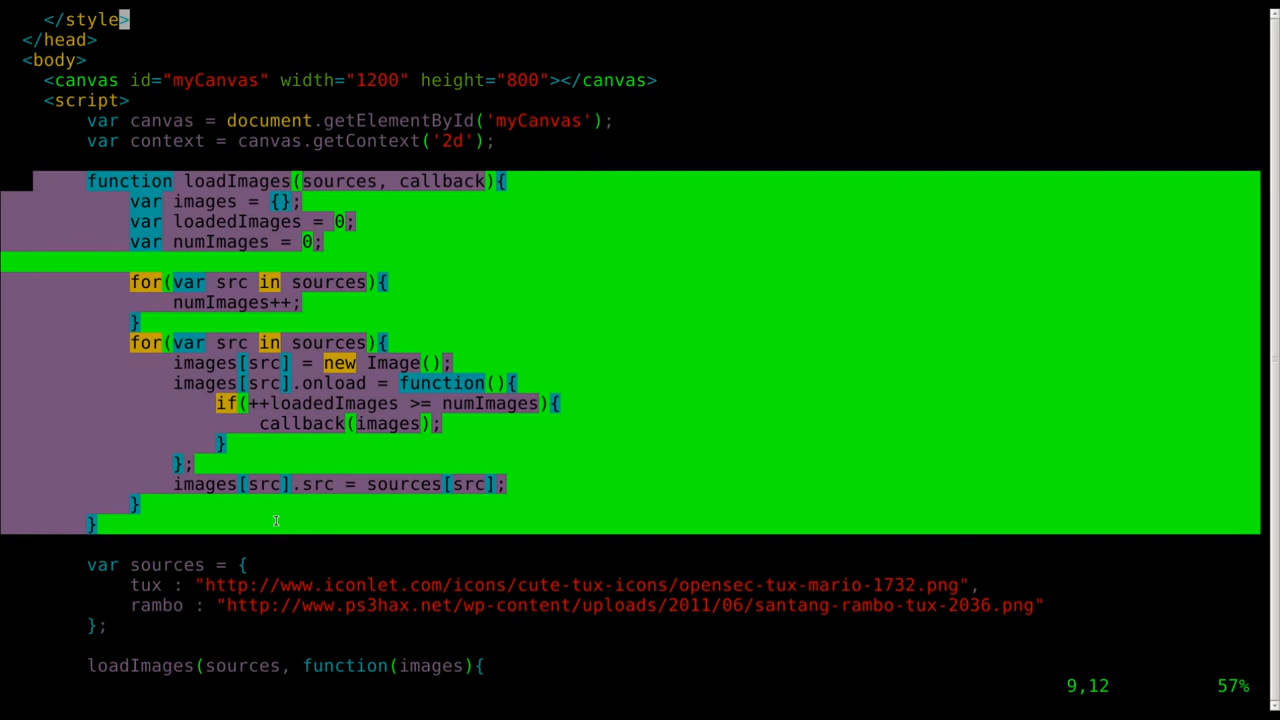 </style>
</head>
<body>
  <canvas id="myCanvas" width="1200" height="800"></canvas>
  <script>
      var canvas = document.getElementById('myCanvas');
      var context = canvas.getContext('2d');
      function loadImages(sources, callback){
          var images = {};
          var loadedImages = 0;
          var numImages = 0;
          for(var src in sources){
              numImages++;
          }
          for(var src in sources){
              images[src] = new Image();
              images[src].onload = function(){
                  if(++loadedImages >= numImages){
                      callback(images);
                  }
              };
              images[src].src = sources[src];
          }
      }
      var sources = {
          tux : "http://www.iconlet.com/icons/cute-tux-icons/opensec-tux-mario-1732.png",
          rambo : "http://www.ps3hax.net/wp-content/uploads/2011/06/santang-rambo-tux-2036.png"
      };
      loadImages(sources, function(images){
9,12 57%